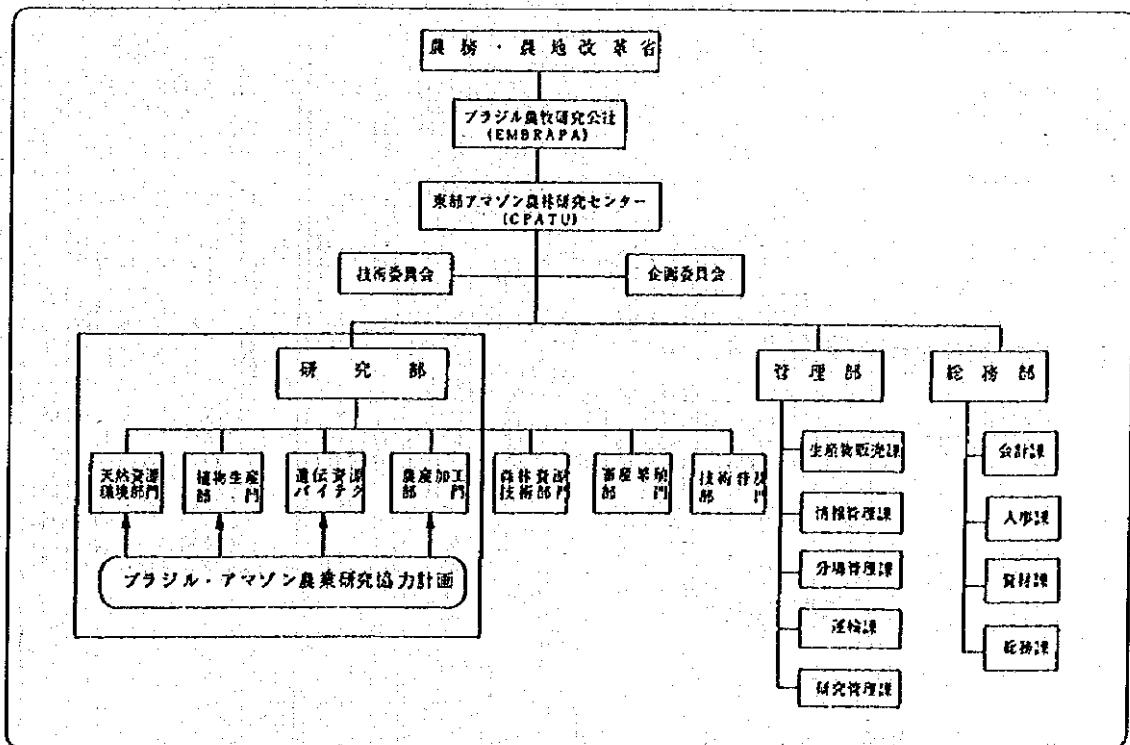 農務・農地改革省
ブラジル農牧研究公社
(EMBRAPA)
東部アマゾン農林研究センター
(CPATU)
技術委員会
企画委員会
研究部
管理部
総務部
天然資源
環境部門
植物生産
部門
遺伝資源
バイテク
農産加工
部門
森林資源
技術部門
畜産
部門
技術普及
部門
ブラジル・アマゾン農業研究協力計画
生産物販売課
情報管理課
分場管理課
運輸課
研究管理課
会計課
人事課
資材課
総務課